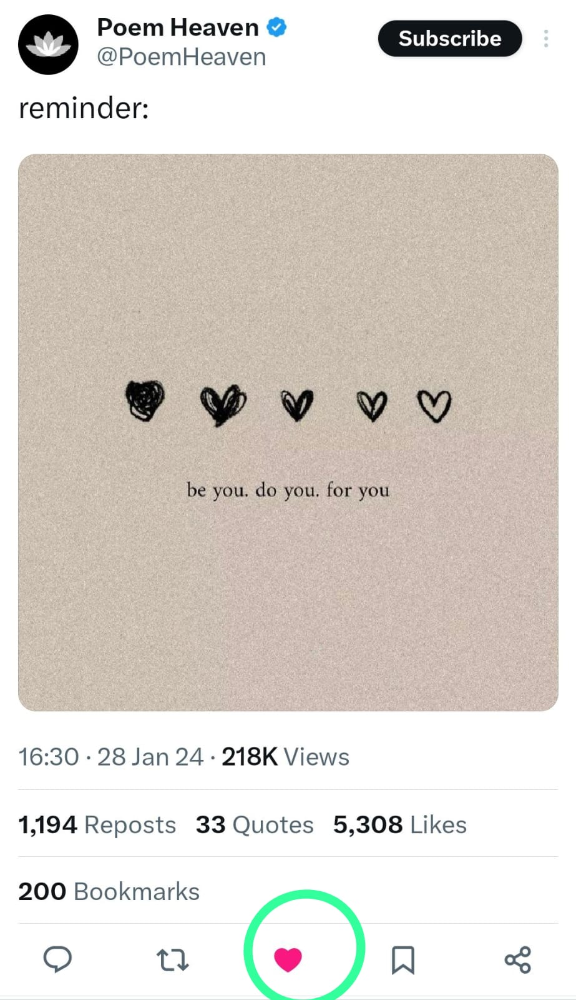 Poem Heaven
@PoemHeaven
Subscribe
reminder:
be you. do you. for you
16:30 · 28 Jan 24 · 218K Views
1,194 Reposts 33 Quotes 5,308 Likes
200 Bookmarks